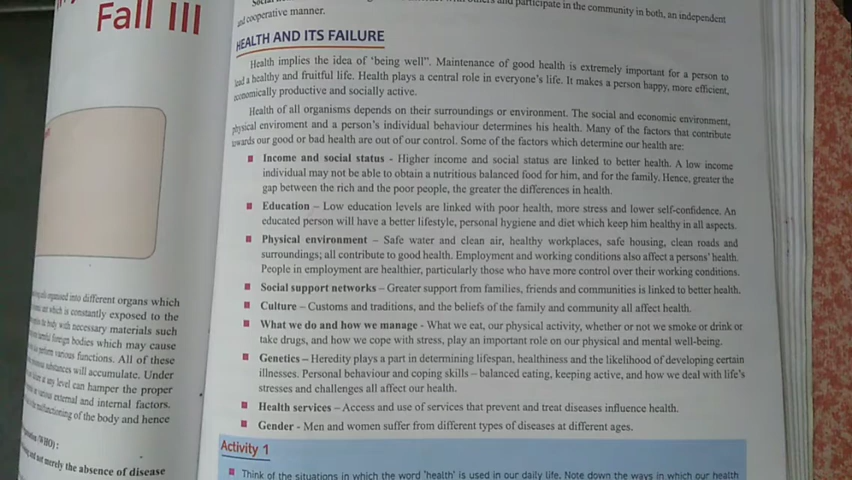 Fall III
organised into different organs which
which is constantly exposed to the
body with necessary materials such
foreign bodies which may cause
perform various functions. All of these
substances will accumulate. Under
at any level can hamper the proper
various external and internal factors.
malfunctioning of the body and hence
(WHO) :
and not merely the absence of disease
and participate in the community in both, an independent
and cooperative manner.
HEALTH AND ITS FAILURE
Health implies the idea of 'being well". Maintenance of good health is extremely important for a person to
lead a healthy and fruitful life. Health plays a central role in everyone's life. It makes a person happy, more efficient,
economically productive and socially active.
Health of all organisms depends on their surroundings or environment. The social and economic environment,
physical enviroment and a person's individual behaviour determines his health. Many of the factors that contribute
towards our good or bad health are out of our control. Some of the factors which determine our health are:
■ Income and social status - Higher income and social status are linked to better health. A low income
individual may not be able to obtain a nutritious balanced food for him, and for the family. Hence, greater the
gap between the rich and the poor people, the greater the differences in health.
■ Education – Low education levels are linked with poor health, more stress and lower self-confidence. An
educated person will have a better lifestyle, personal hygiene and diet which keep him healthy in all aspects.
■ Physical environment – Safe water and clean air, healthy workplaces, safe housing, clean roads and
surroundings; all contribute to good health. Employment and working conditions also affect a persons' health.
People in employment are healthier, particularly those who have more control over their working conditions.
■ Social support networks – Greater support from families, friends and communities is linked to better health.
■ Culture – Customs and traditions, and the beliefs of the family and community all affect health.
■ What we do and how we manage - What we eat, our physical activity, whether or not we smoke or drink or
take drugs, and how we cope with stress, play an important role on our physical and mental well-being.
■ Genetics – Heredity plays a part in determining lifespan, healthiness and the likelihood of developing certain
illnesses. Personal behaviour and coping skills – balanced eating, keeping active, and how we deal with life's
stresses and challenges all affect our health.
■ Health services – Access and use of services that prevent and treat diseases influence health.
■ Gender - Men and women suffer from different types of diseases at different ages.
Activity 1
■ Think of the situations in which the word 'health' is used in our daily life. Note down the ways in which our health